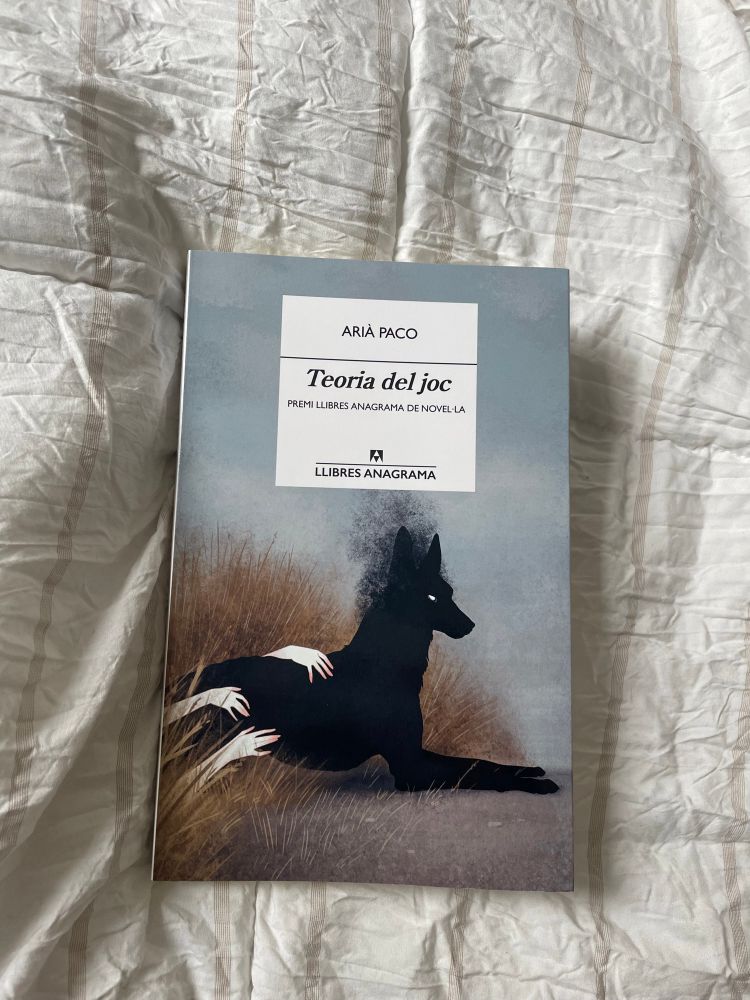 ARIÀ PACO
Teoria del joc
PREMI LLIBRES ANAGRAMA DE NOVEL·LA
LLIBRES ANAGRAMA